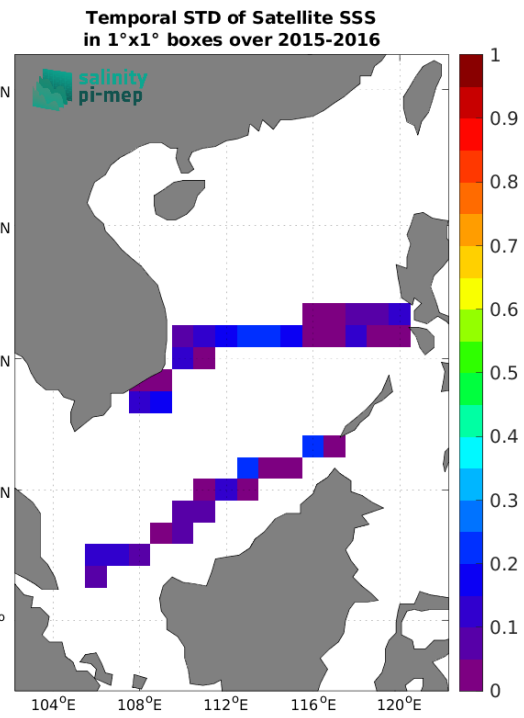 Temporal STD of Satellite SSS
in 1°x1° boxes over 2015-2016
salinity
pi-mep
N
N
N
N
°
104°E 108°E 112°E 116°E 120°E
1
0.9
0.8
0.7
0.6
0.5
0.4
0.3
0.2
0.1
0